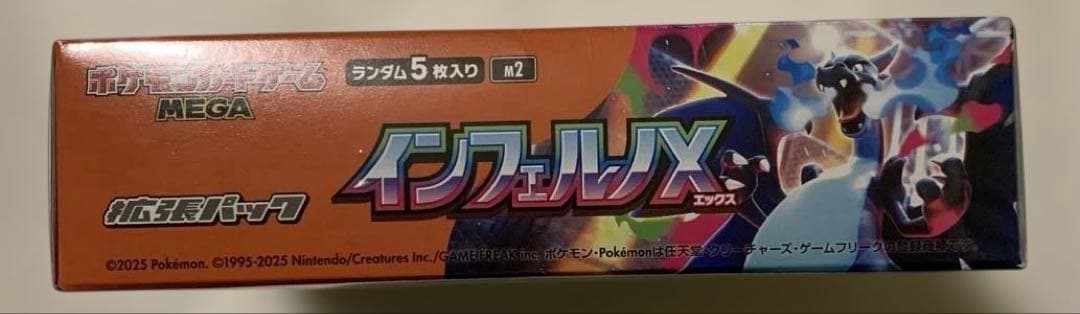 ポケモンカードゲーム
MEGA
ランダム5枚入り
M2
インフェルノX
エックス
拡張パック
©2025 Pokémon. ©1995-2025 Nintendo/Creatures Inc./GAME FREAK inc. ポケモン・Pokémonは任天堂・クリーチャーズ・ゲームフリークの登録商標です。